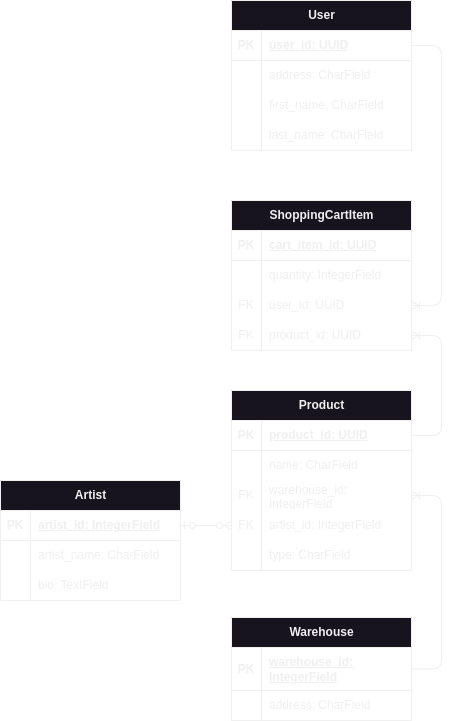 User
PK user_id: UUID
address: CharField
first_name: CharField
last_name: CharField
ShoppingCartItem
PK cart_item_id: UUID
quantity: IntegerField
FK user_id: UUID
FK product_id: UUID
Product
PK product_id: UUID
name: CharField
FK warehouse_id:
IntegerField
FK artist_id: IntegerField
type: CharField
Artist
PK artist_id: IntegerField
artist_name: CharField
bio: TextField
Warehouse
PK warehouse_id:
IntegerField
address: CharField